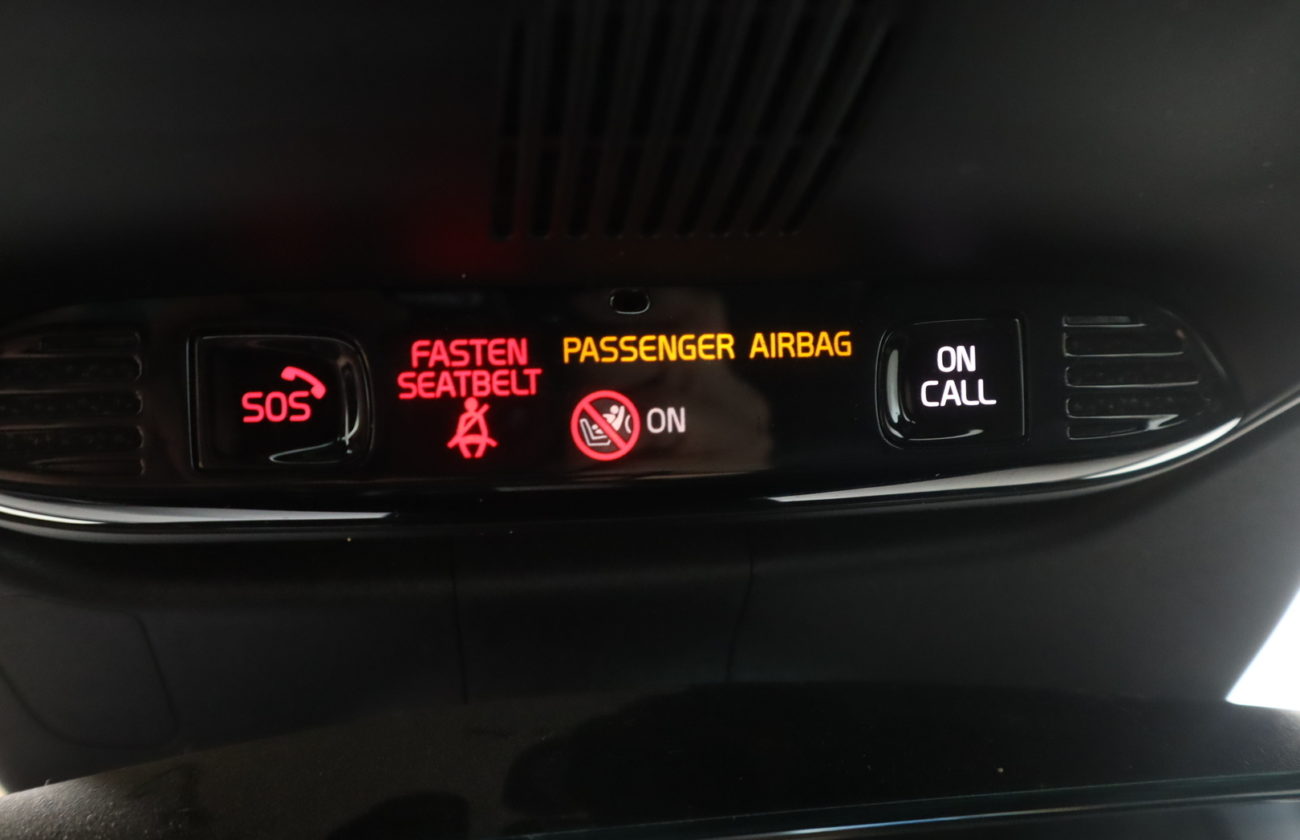 SOS
FASTEN
SEATBELT
PASSENGER AIRBAG
ON
ON
CALL